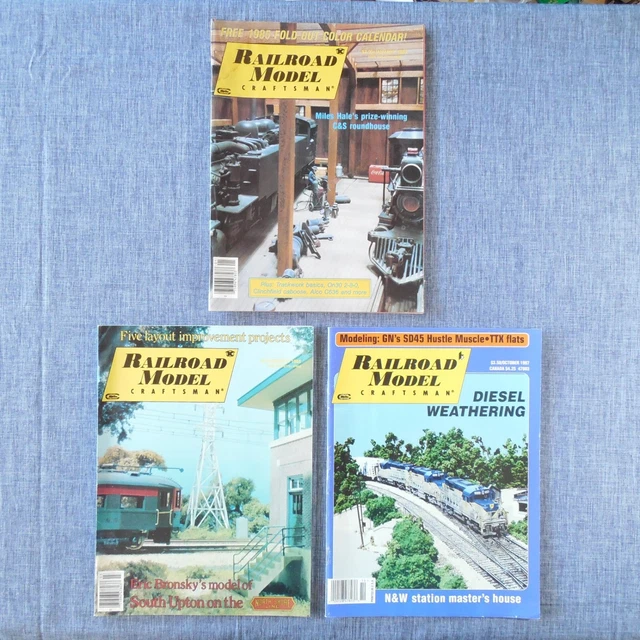 FREE 1986 FOLD-OUT COLOR CALENDAR!
RAILROAD
MODEL
CRAFTSMAN
Miles Hale's prize-winning
C&S roundhouse
Five layout improvement projects
RAILROAD
MODEL
CRAFTSMAN
Eric Bronsky's model of
South Upton on the
Modeling: GN's SD45 Hustle Muscle•TTX flats
RAILROAD
MODEL
CRAFTSMAN
DIESEL
WEATHERING
N&W station master's house